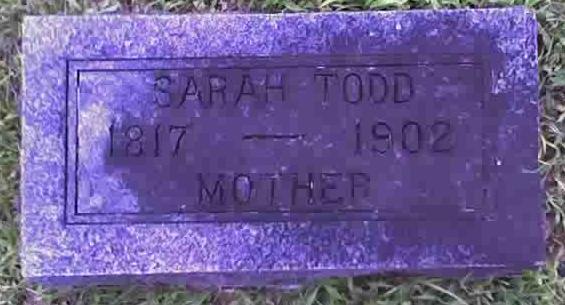 SARAH TODD
1817 — 1902
MOTHER